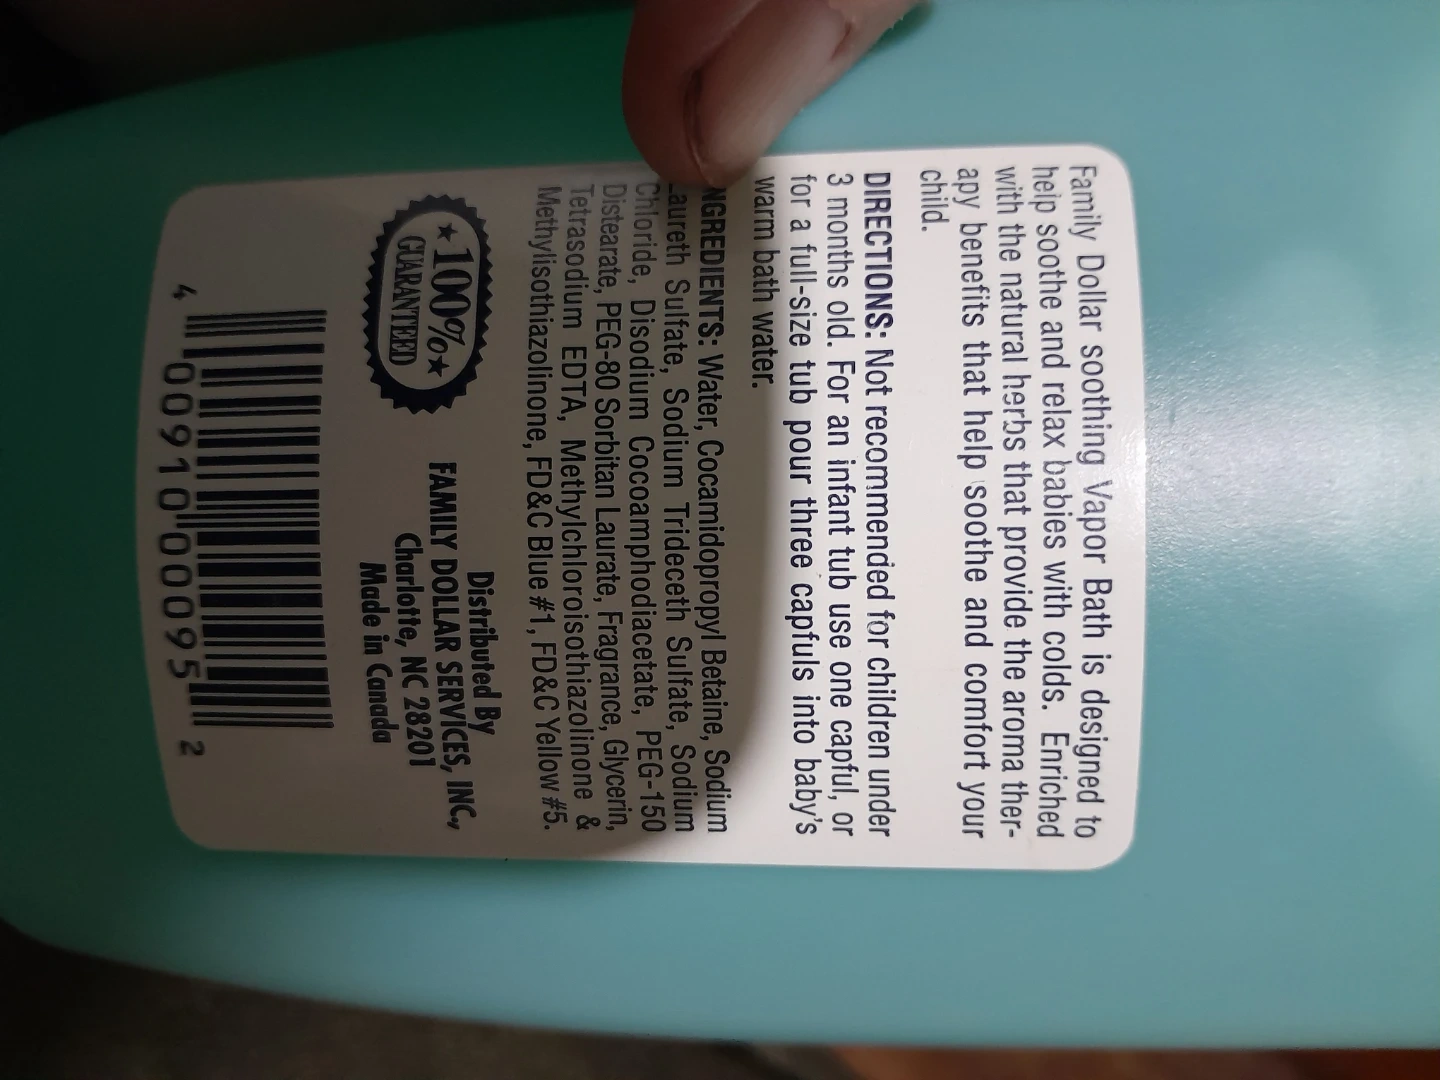 Family Dollar soothing Vapor Bath is designed to
help soothe and relax babies with colds. Enriched
with the natural herbs that provide the aroma ther-
apy benefits that help soothe and comfort your
child.
DIRECTIONS: Not recommended for children under
3 months old. For an infant tub use one capful, or
for a full-size tub pour three capfuls into baby's
warm bath water.
INGREDIENTS: Water, Cocamidopropyl Betaine, Sodium
Laureth Sulfate, Sodium Trideceth Sulfate, Sodium
Chloride, Disodium Cocoamphodiacetate, PEG-150
Distearate, PEG-80 Sorbitan Laurate, Fragrance, Glycerin,
Tetrasodium EDTA, Methylchloroisothiazolinone &
Methylisothiazolinone, FD&C Blue #1, FD&C Yellow #5.
100%
GUARANTEED
Distributed By
FAMILY DOLLAR SERVICES, INC.,
Charlotte, NC 28201
Made in Canada
4 00910 00095 2